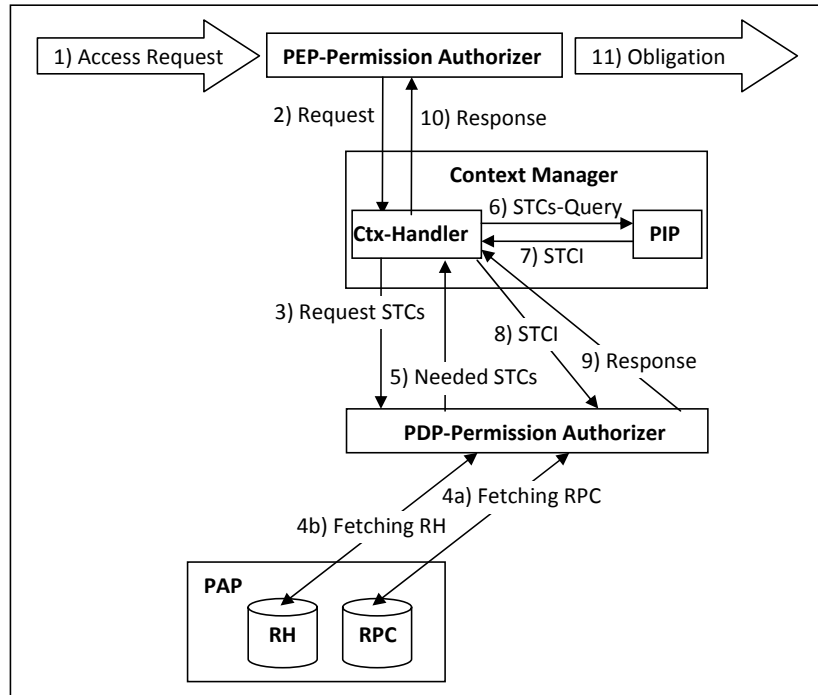 1) Access Request
PEP-Permission Authorizer
11) Obligation
2) Request
10) Response
Context Manager
6) STCs-Query
Ctx-Handler
PIP
7) STCI
3) Request STCs
8) STCI
9) Response
5) Needed STCs
PDP-Permission Authorizer
4a) Fetching RPC
4b) Fetching RH
PAP
RH
RPC